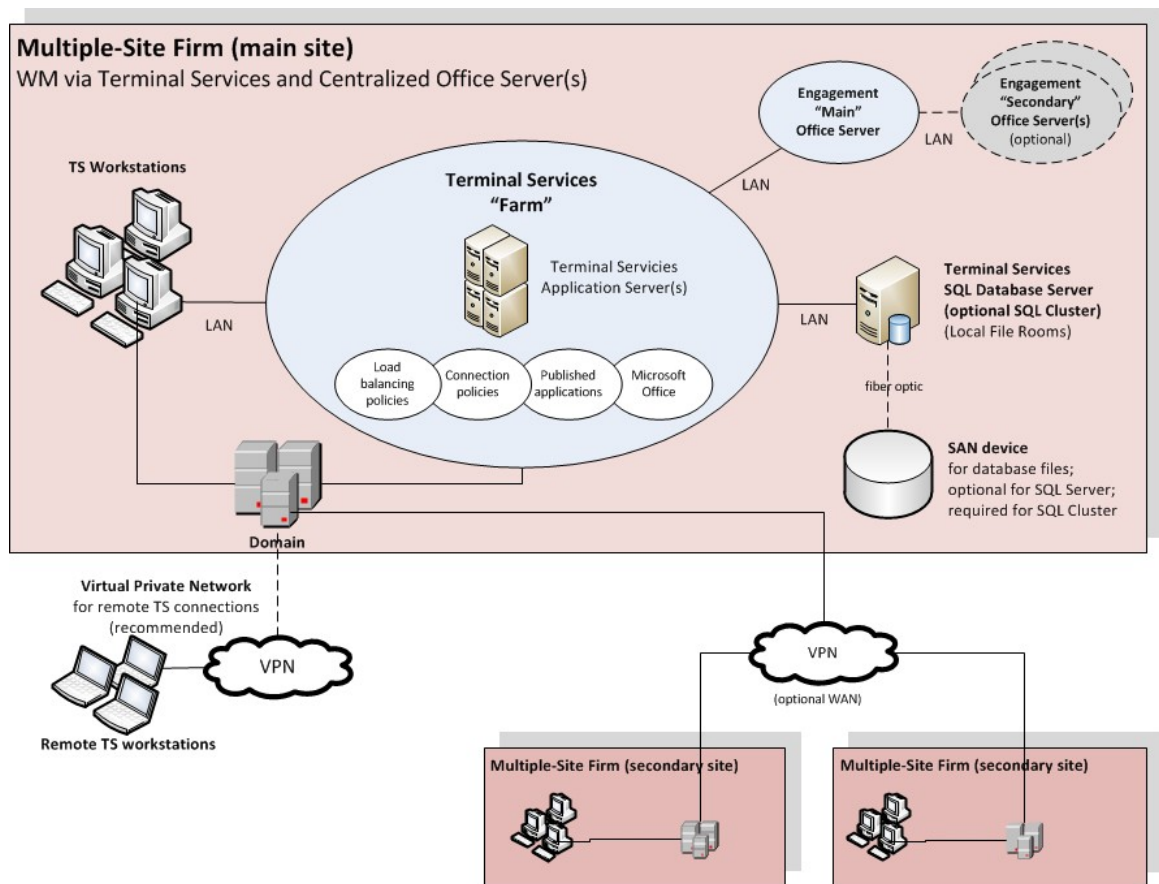 Multiple-Site Firm (main site)
WM via Terminal Services and Centralized Office Server(s)
Engagement
"Main"
Office Server
LAN
Engagement
"Secondary"
Office Server(s)
(optional)
LAN
TS Workstations
LAN
Terminal Services
"Farm"
Terminal Servicies
Application Server(s)
Load
balancing
policies
Connection
policies
Published
applications
Microsoft
Office
LAN
Terminal Services
SQL Database Server
(optional SQL Cluster)
(Local File Rooms)
fiber optic
SAN device
for database files;
optional for SQL Server;
required for SQL Cluster
Domain
Virtual Private Network
for remote TS connections
(recommended)
VPN
Remote TS workstations
VPN
(optional WAN)
Multiple-Site Firm (secondary site)
Multiple-Site Firm (secondary site)